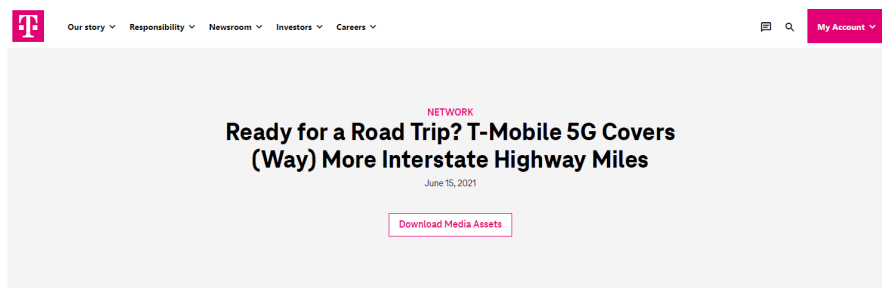 T
Our story Responsibility Newsroom Investors Careers My Account
NETWORK
Ready for a Road Trip? T-Mobile 5G Covers
(Way) More Interstate Highway Miles
June 15, 2021
Download Media Assets